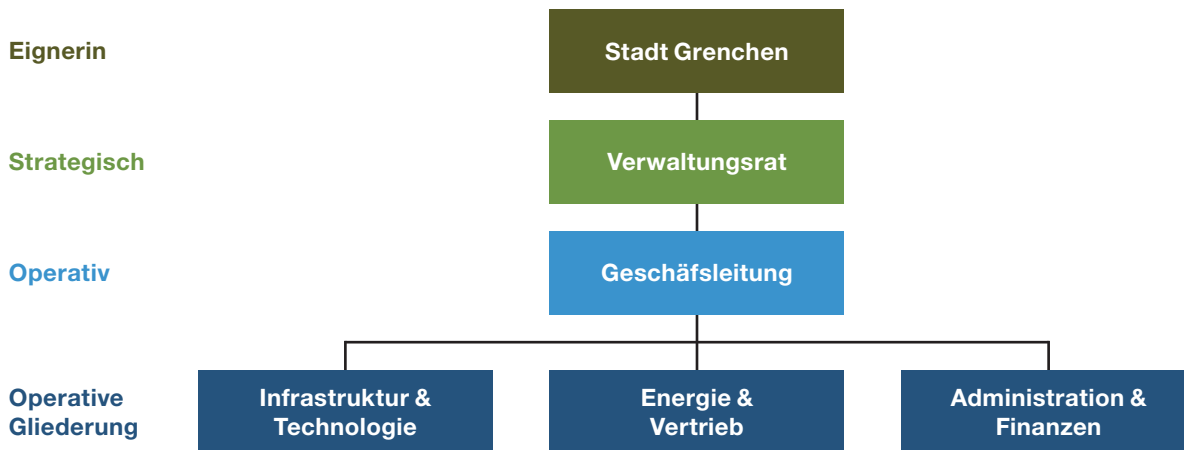 Eignerin
Stadt Grenchen
Strategisch
Verwaltungsrat
Operativ
Geschäfsleitung
Operative
Gliederung
Infrastruktur &
Technologie
Energie &
Vertrieb
Administration &
Finanzen